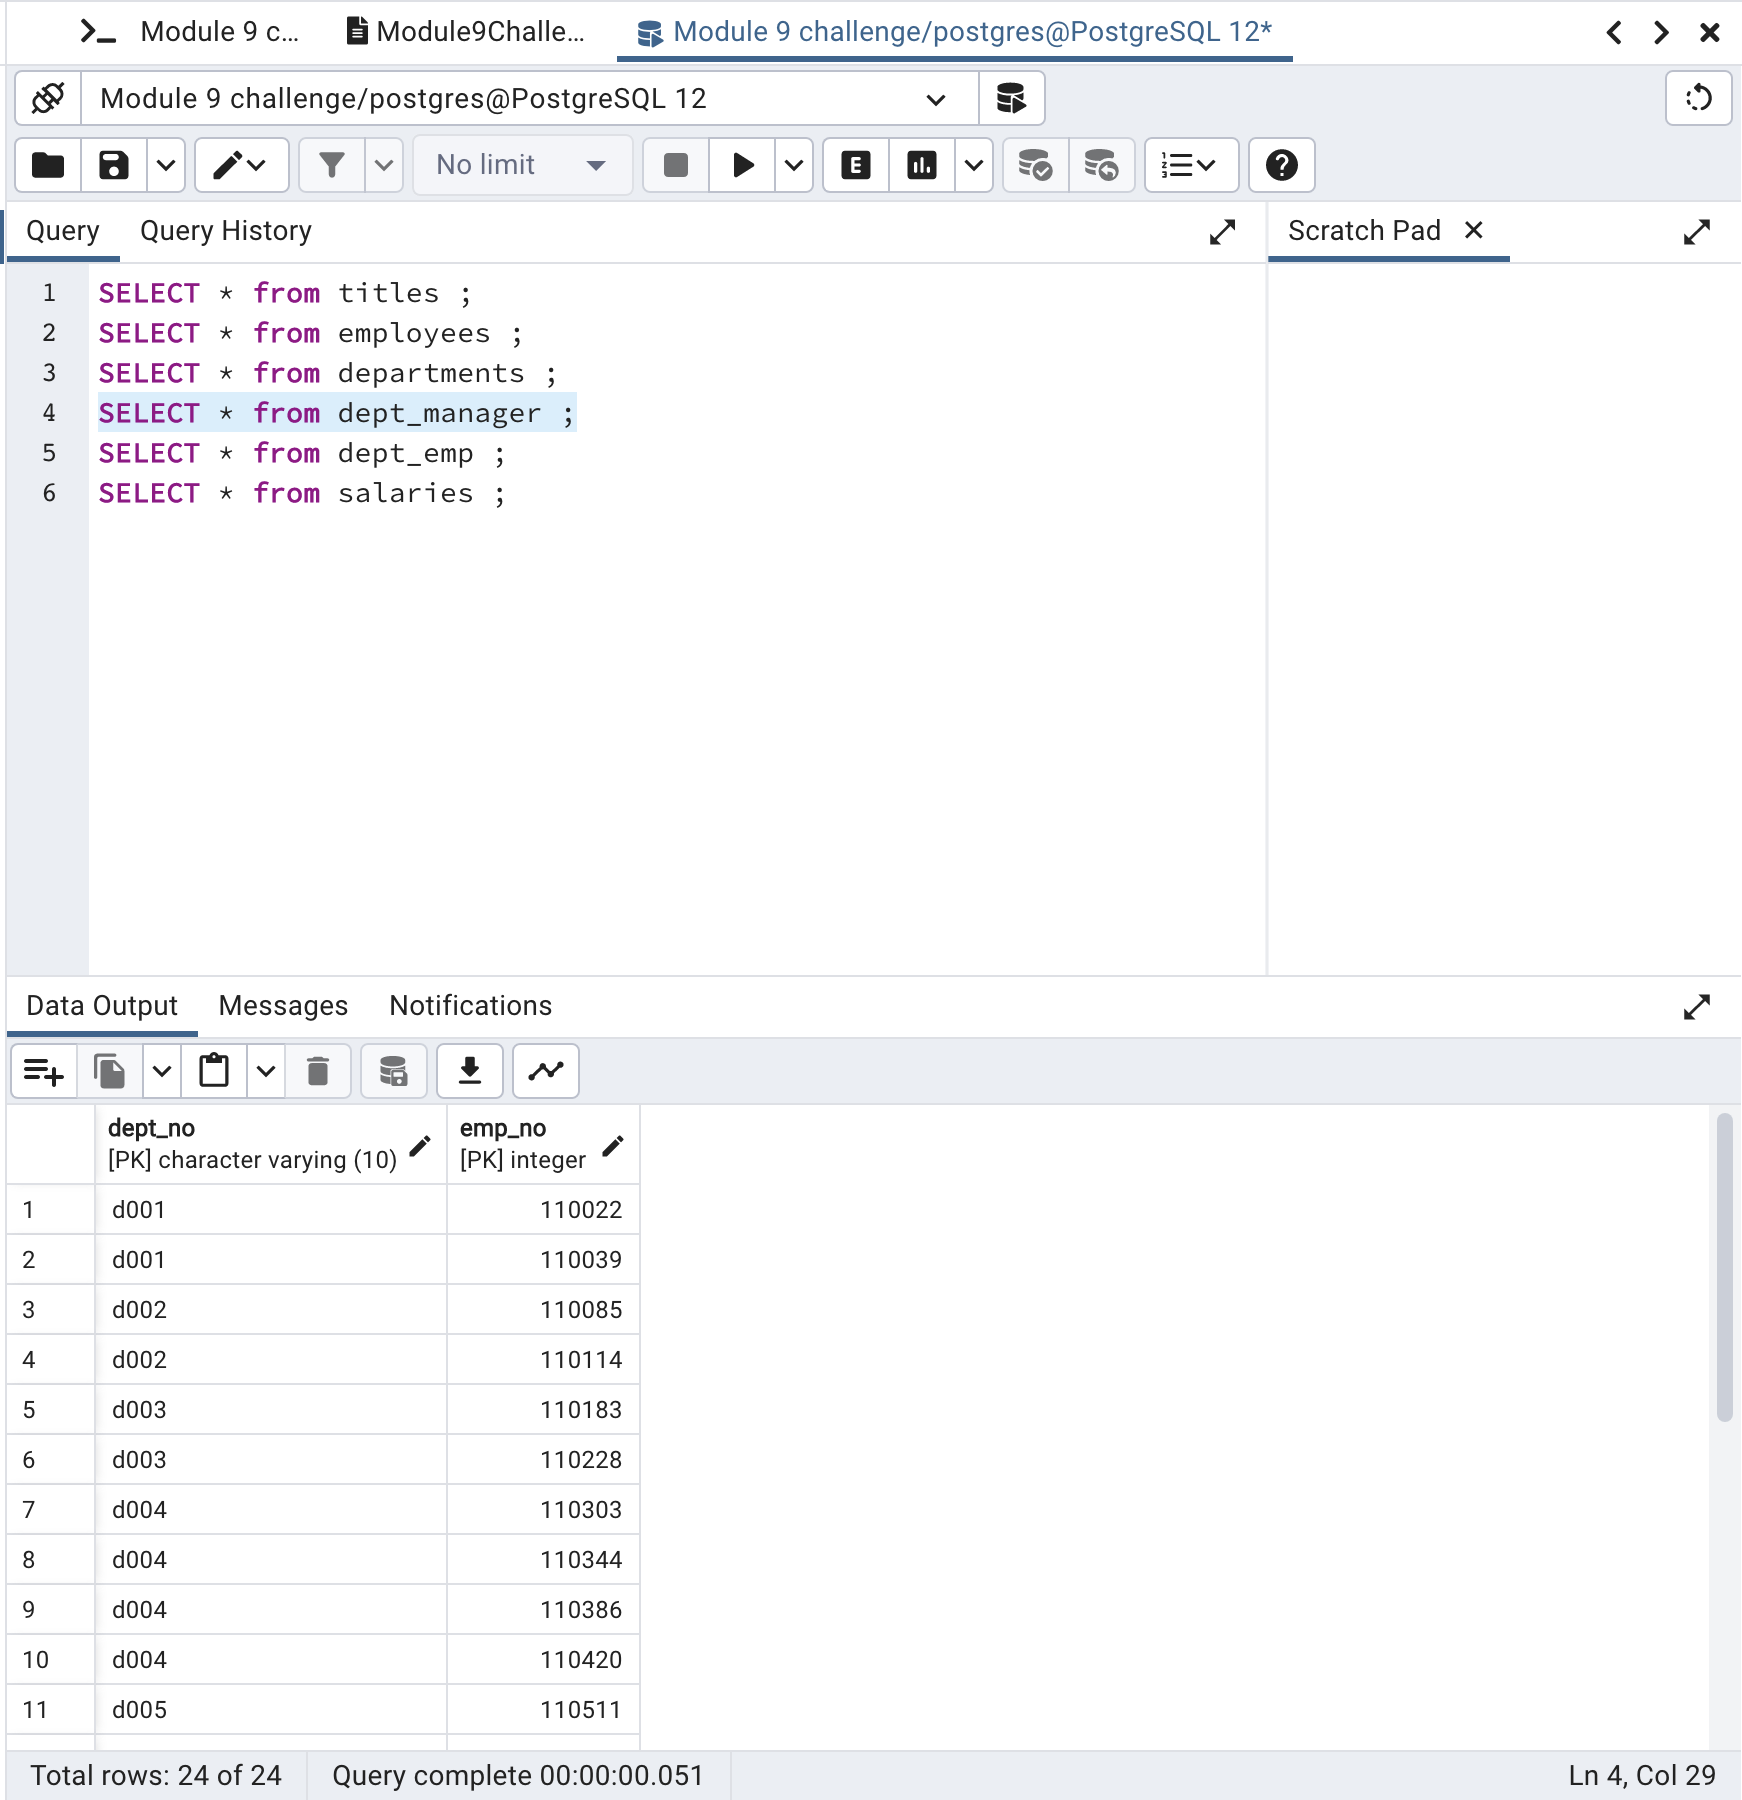 Module 9 c...
Module9Challe...
Module 9 challenge/postgres@PostgreSQL 12*
Module 9 challenge/postgres@PostgreSQL 12
No limit
E
Query
Query History
Scratch Pad
1 SELECT * from titles ;
2 SELECT * from employees ;
3 SELECT * from departments ;
4 SELECT * from dept_manager ;
5 SELECT * from dept_emp ;
6 SELECT * from salaries ;
Data Output
Messages
Notifications
dept_no
[PK] character varying (10)
emp_no
[PK] integer
1 d001 110022
2 d001 110039
3 d002 110085
4 d002 110114
5 d003 110183
6 d003 110228
7 d004 110303
8 d004 110344
9 d004 110386
10 d004 110420
11 d005 110511
Total rows: 24 of 24
Query complete 00:00:00.051
Ln 4, Col 29